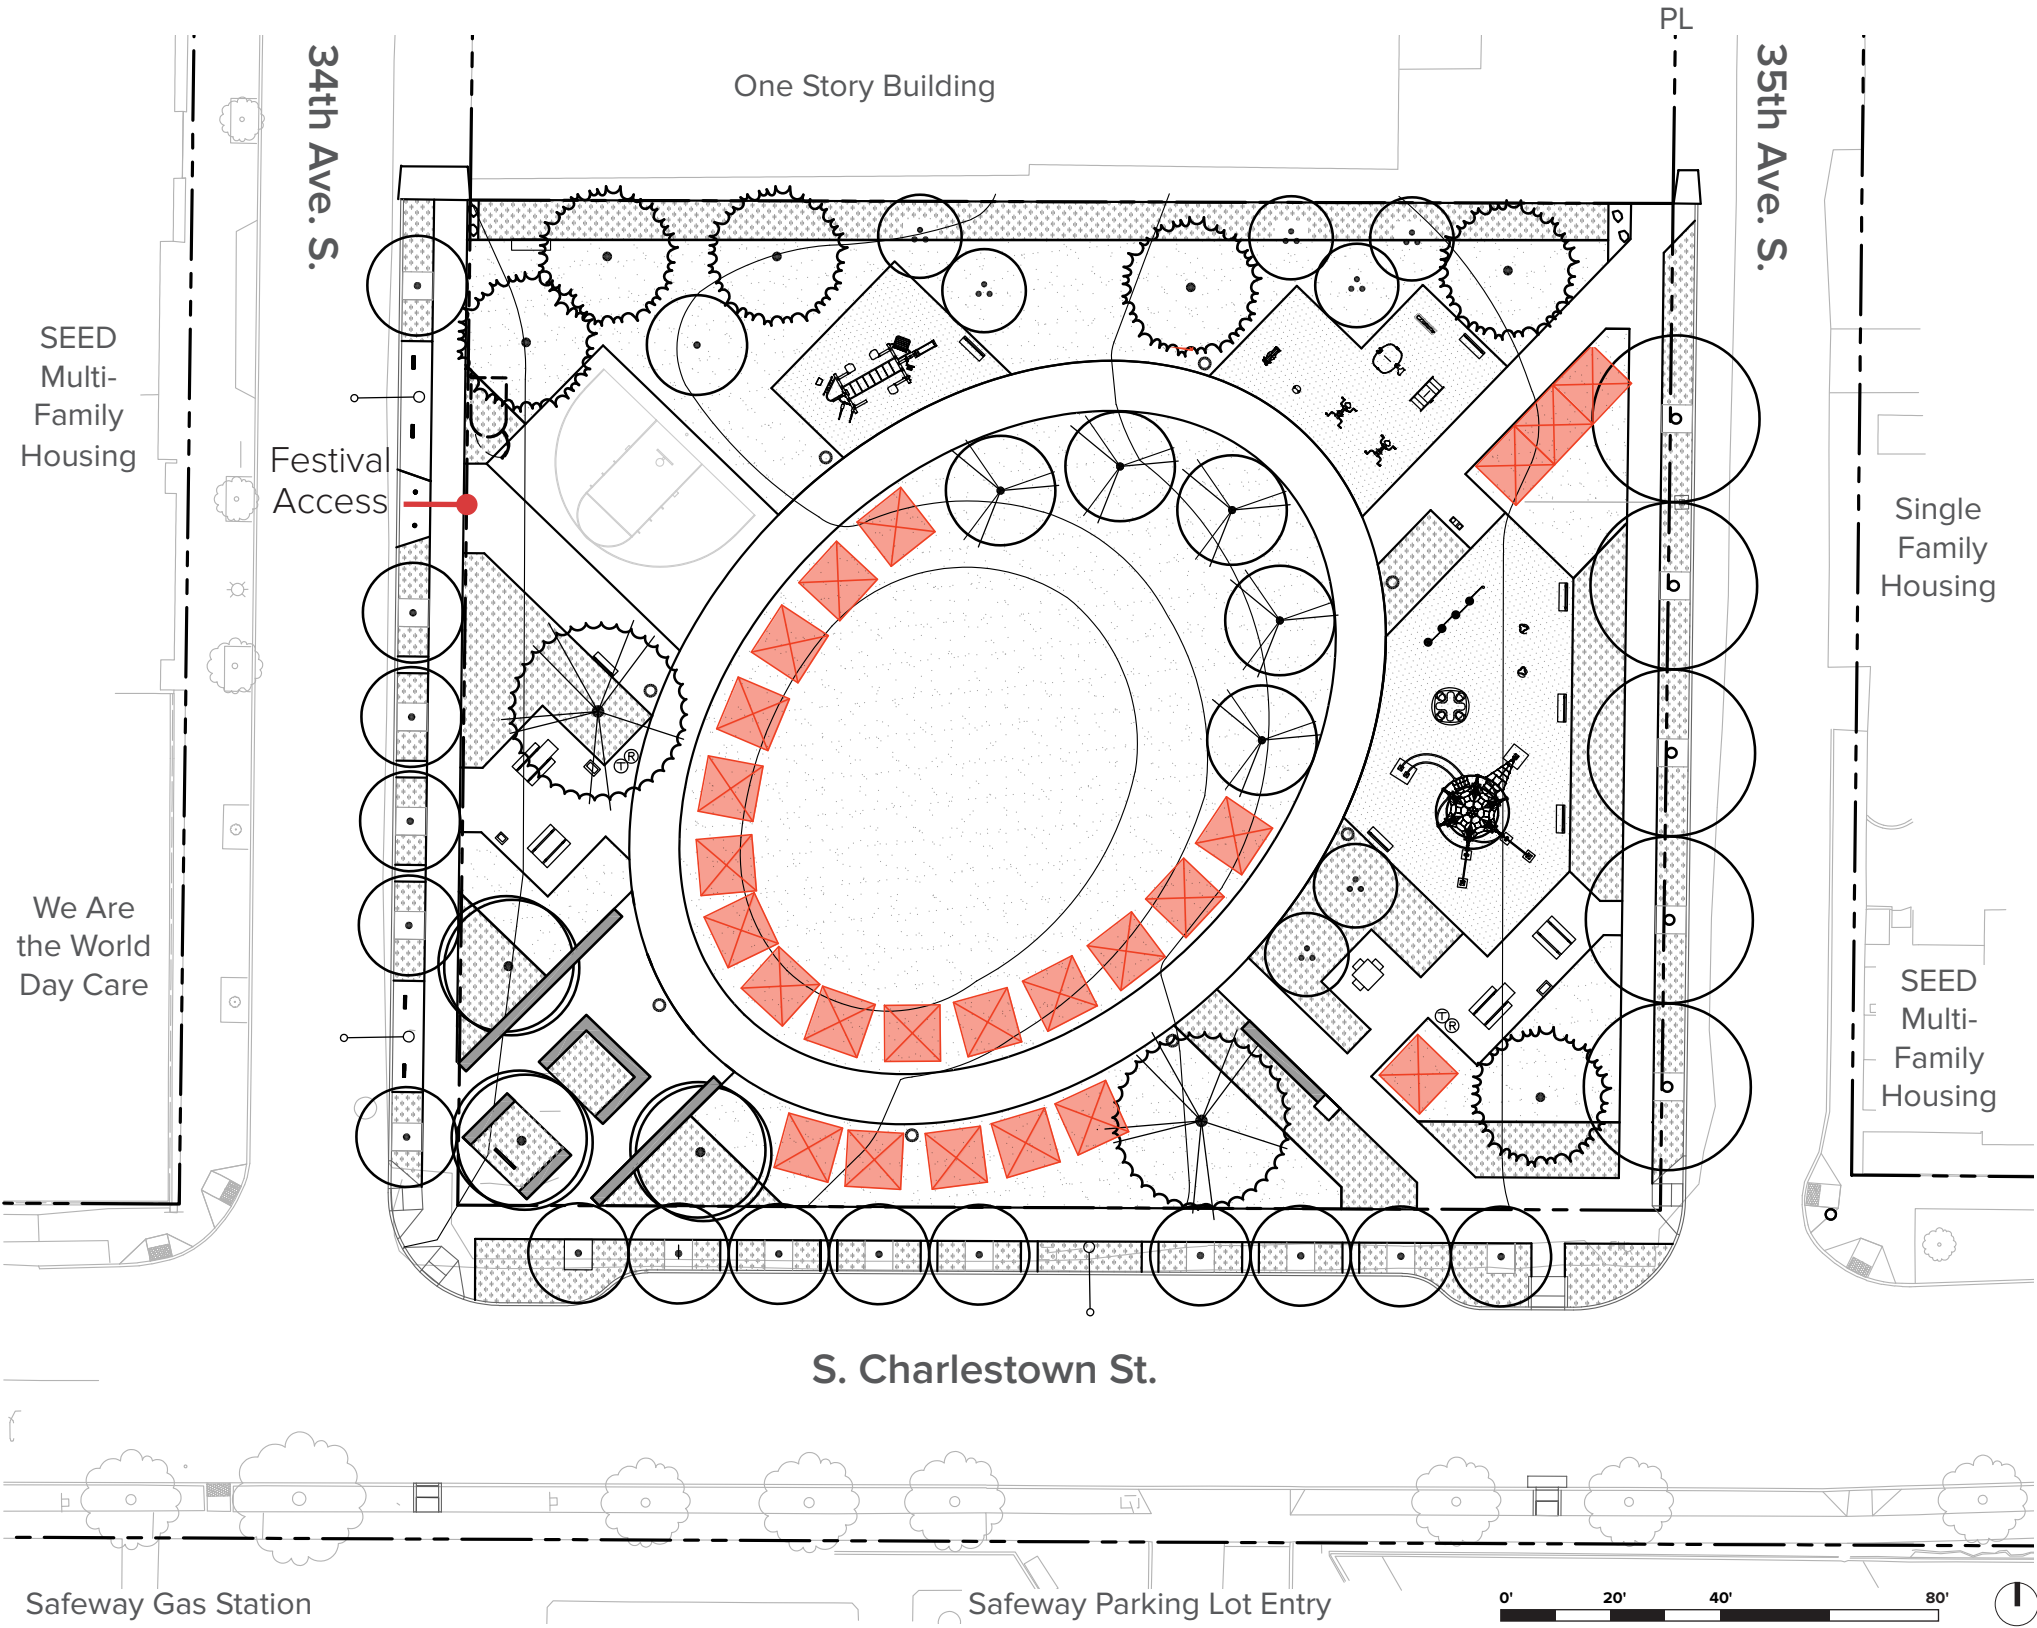 PL
34th Ave. S.
One Story Building
35th Ave. S.
SEED
Multi-
Family
Housing
Festival
Access
Single
Family
Housing
T R
We Are
the World
Day Care
SEED
Multi-
Family
Housing
T R
S. Charlestown St.
Safeway Gas Station
Safeway Parking Lot Entry
0' 20' 40' 80'